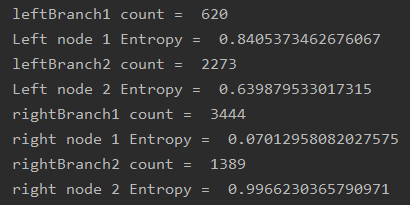 leftBranch1 count =  620
Left node 1 Entropy =  0.8405373462676067
leftBranch2 count =  2273
Left node 2 Entropy =  0.639879533017315
rightBranch1 count =  3444
right node 1 Entropy =  0.07012958082027575
rightBranch2 count =  1389
right node 2 Entropy =  0.9966230365790971